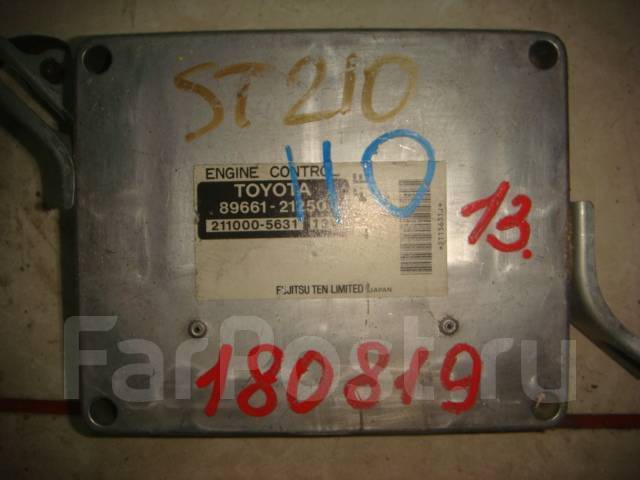 ST210
110
ENGINE CONTROL
TOYOTA
89661-21250
211000-5631
13.
FUJITSU TEN LIMITED JAPAN
180819
FarPost.ru